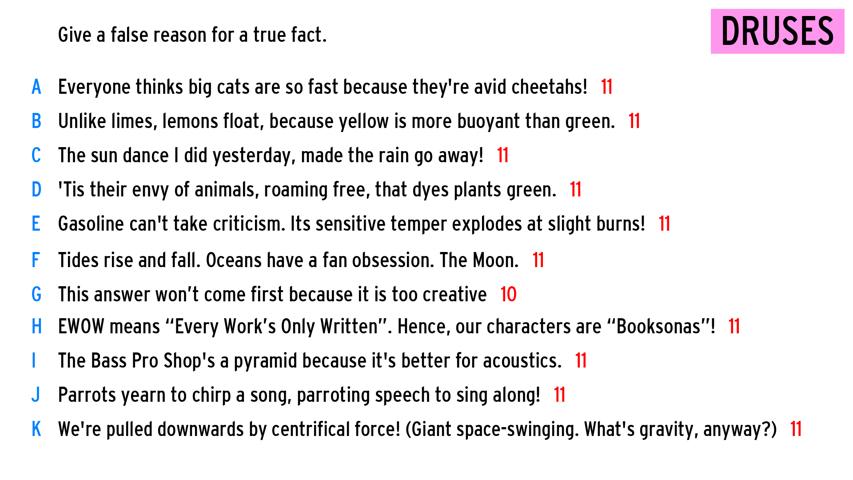 Give a false reason for a true fact.
DRUSES
A Everyone thinks big cats are so fast because they're avid cheetahs! 11
B Unlike limes, lemons float, because yellow is more buoyant than green. 11
C The sun dance I did yesterday, made the rain go away! 11
D 'Tis their envy of animals, roaming free, that dyes plants green. 11
E Gasoline can't take criticism. Its sensitive temper explodes at slight burns! 11
F Tides rise and fall. Oceans have a fan obsession. The Moon. 11
G This answer won’t come first because it is too creative 10
H EWOW means “Every Work’s Only Written”. Hence, our characters are “Booksonas”! 11
I The Bass Pro Shop's a pyramid because it's better for acoustics. 11
J Parrots yearn to chirp a song, parroting speech to sing along! 11
K We're pulled downwards by centrifical force! (Giant space-swinging. What's gravity, anyway?) 11